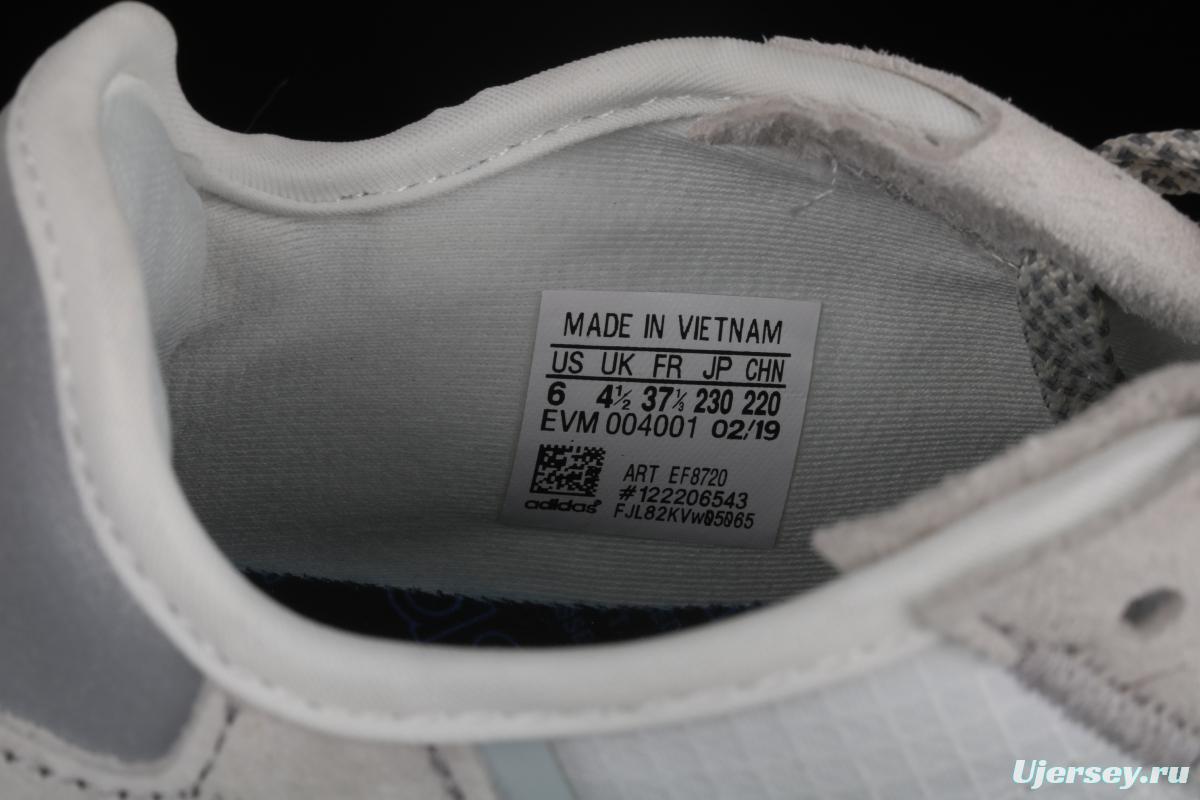 MADE IN VIETNAM
US UK FR JP CHN
6 4½ 37⅓ 230 220
EVM 004001 02/19
ART EF8720
#122206543
adidas
FJL82KVw05065
Ujersey.ru